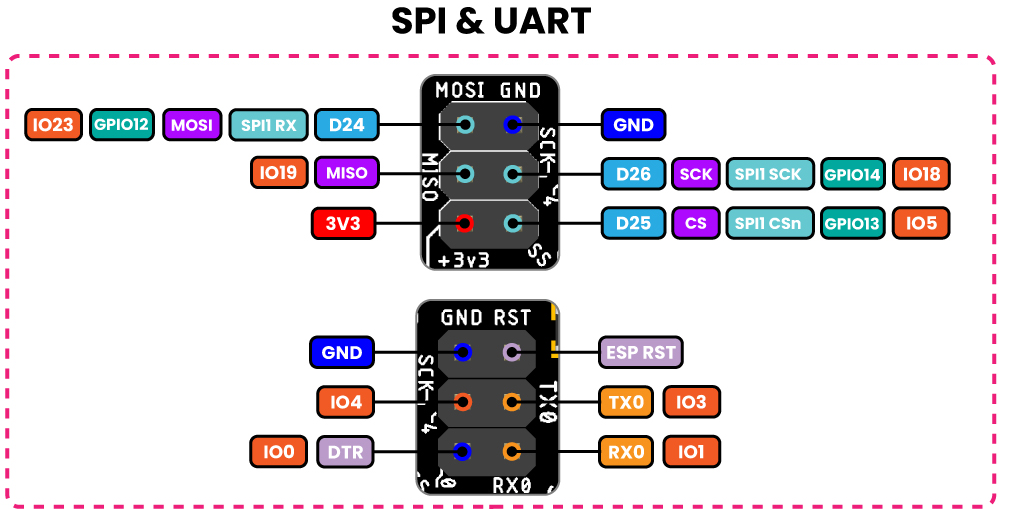 SPI & UART
MOSI GND
IO23 GPIO12 MOSI SPI1 RX D24 GND
MISO
SCK
IO19 MISO D26 SCK SPI1 SCK GPIO14 IO18
3V3 D25 CS SPI1 CSn GPIO13 IO5
+3v3 SS
GND RST
GND ESP RST
SCK
TX0
IO4 TX0 IO3
IO0 DTR RX0 IO1
RX0